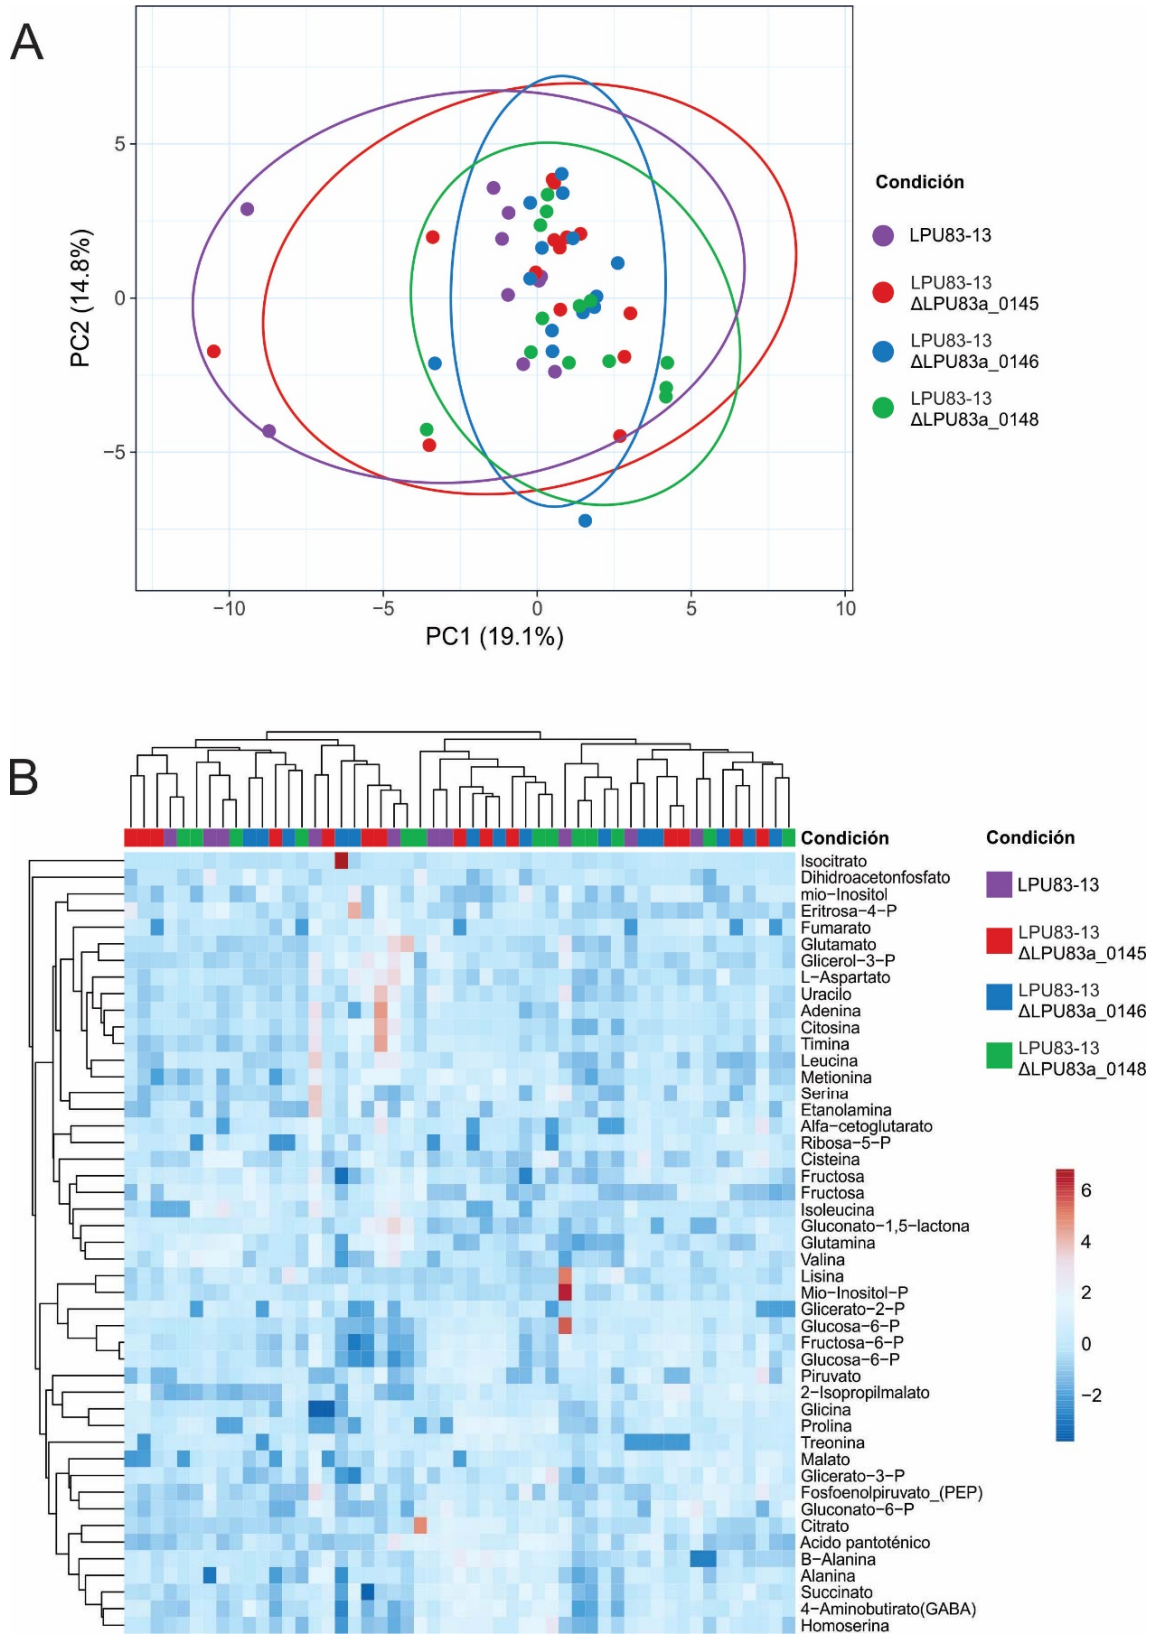 A
5
0
−5
PC2 (14.8%)
−10
−5
0
5
10
PC1 (19.1%)
Condición
LPU83-13
LPU83-13
ΔLPU83a_0145
LPU83-13
ΔLPU83a_0146
LPU83-13
ΔLPU83a_0148
B
Condición
Isocitrato
Dihidroacetonfosfato
mio−Inositol
Eritrosa−4−P
Fumarato
Glutamato
Glicerol−3−P
L−Aspartato
Uracilo
Adenina
Citosina
Timina
Leucina
Metionina
Serina
Etanolamina
Alfa−cetoglutarato
Ribosa−5−P
Cisteina
Fructosa
Fructosa
Isoleucina
Gluconato−1,5−lactona
Glutamina
Valina
Lisina
Mio−Inositol−P
Glicerato−2−P
Glucosa−6−P
Fructosa−6−P
Glucosa−6−P
Piruvato
2−Isopropilmalato
Glicina
Prolina
Treonina
Malato
Glicerato−3−P
Fosfoenolpiruvato_(PEP)
Gluconato−6−P
Citrato
Acido pantoténico
B−Alanina
Alanina
Succinato
4−Aminobutirato(GABA)
Homoserina
Condición
LPU83-13
LPU83-13
ΔLPU83a_0145
LPU83-13
ΔLPU83a_0146
LPU83-13
ΔLPU83a_0148
6
4
2
0
−2